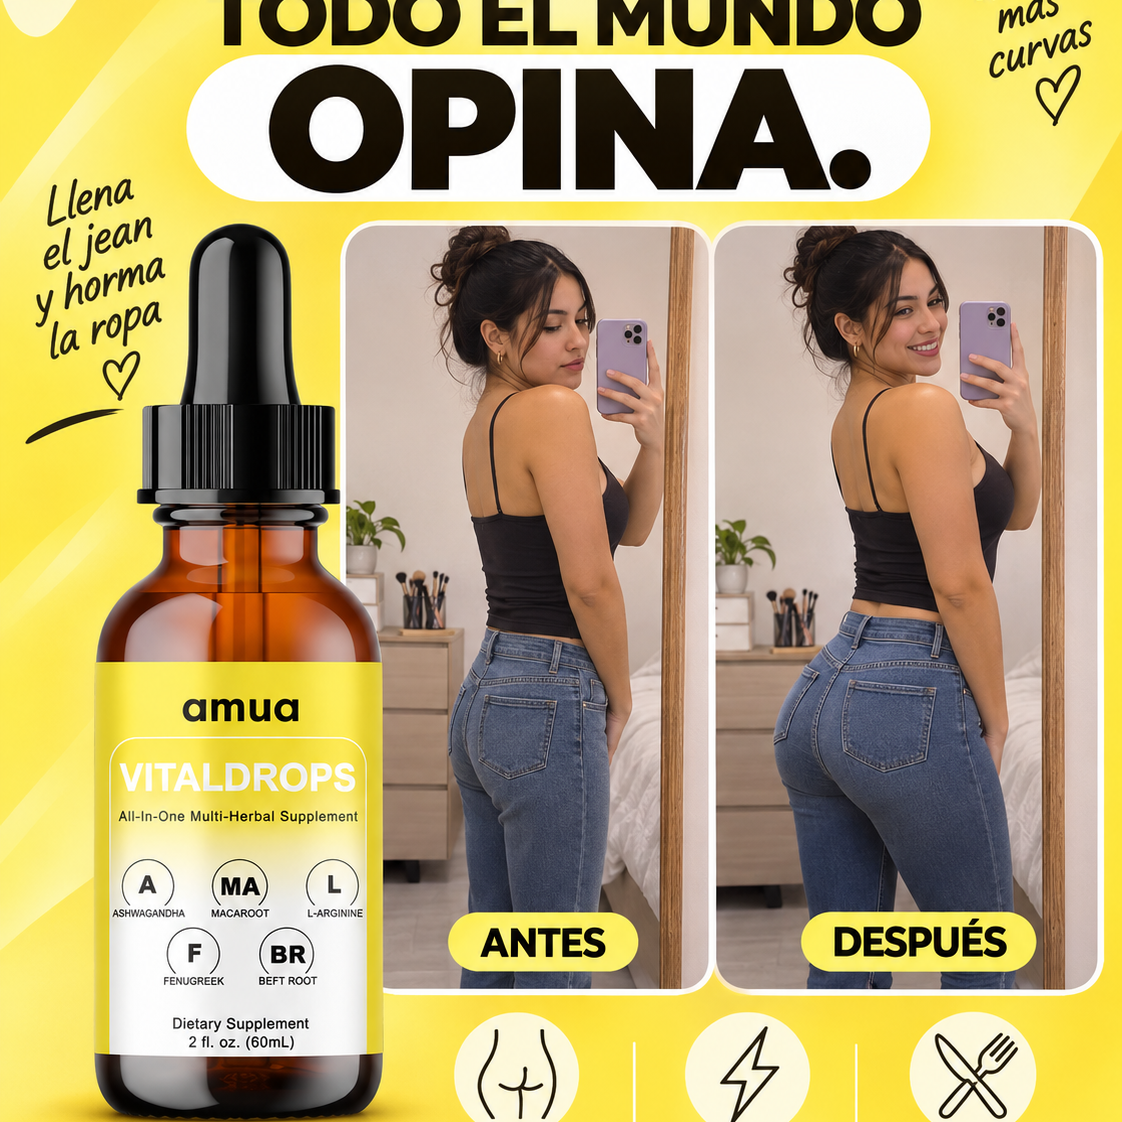 TODO EL MUNDO
OPINA.
más
curvas
Llena
el jean
y horma
la ropa
amua
VITALDROPS
All-In-One Multi-Herbal Supplement
A
MA
L
ASHWAGANDHA
MACAROOT
L-ARGININE
F
BR
FENUGREEK
BEFT ROOT
Dietary Supplement
2 fl. oz. (60mL)
ANTES
DESPUÉS